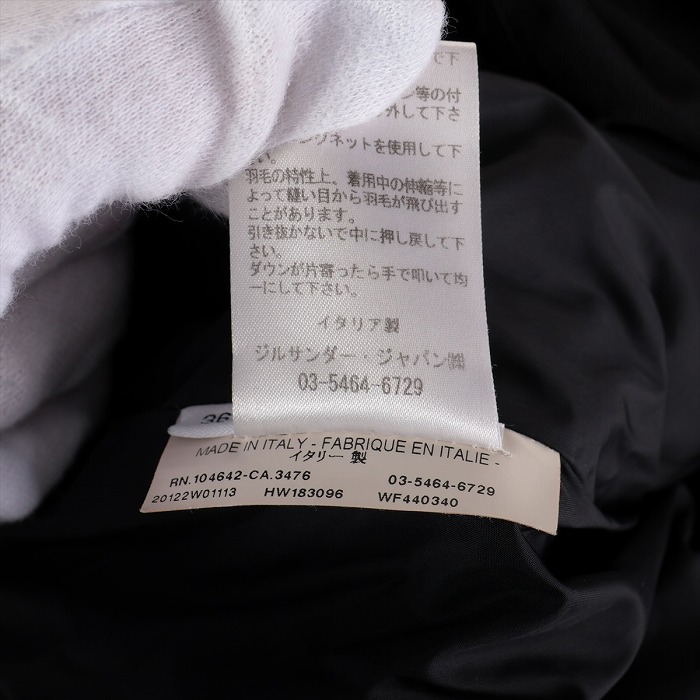 で下
ン等の付
外して下さ
ネットを使用して下
い。
羽毛の特性上、着用中の伸縮等に
よって縫い目から羽毛が飛び出す
ことがあります。
引き抜かないで中に押し戻して下
さい。
ダウンが片寄ったら手で叩いて均
一にして下さい。
イタリア製
ジルサンダー・ジャパン㈱
03-5464-6729
36
MADE IN ITALY - FABRIQUE EN ITALIE -
イタリー 製
RN.104642-CA.3476 03-5464-6729
20122W01113 HW183096 WF440340